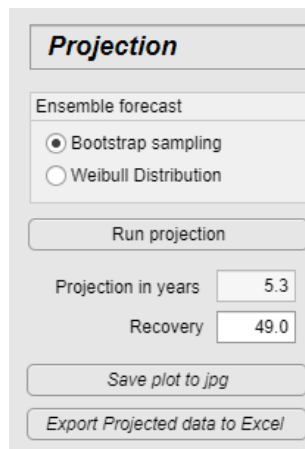 Projection
Ensemble forecast
Bootstrap sampling
Weibull Distribution
Run projection
Projection in years 5.3
Recovery 49.0
Save plot to jpg
Export Projected data to Excel